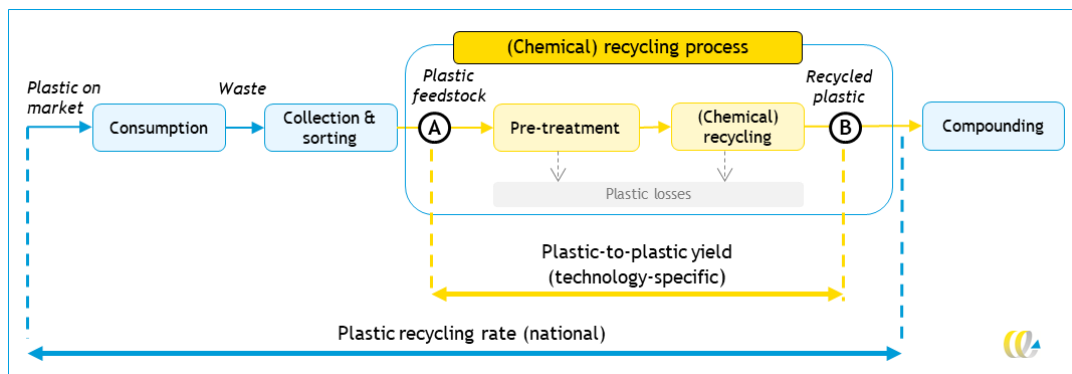 (Chemical) recycling process
Plastic on
market
Waste
Plastic
feedstock
Recycled
plastic
Consumption
Collection &
sorting
A
Pre-treatment
(Chemical)
recycling
B
Compounding
Plastic losses
Plastic-to-plastic yield
(technology-specific)
Plastic recycling rate (national)